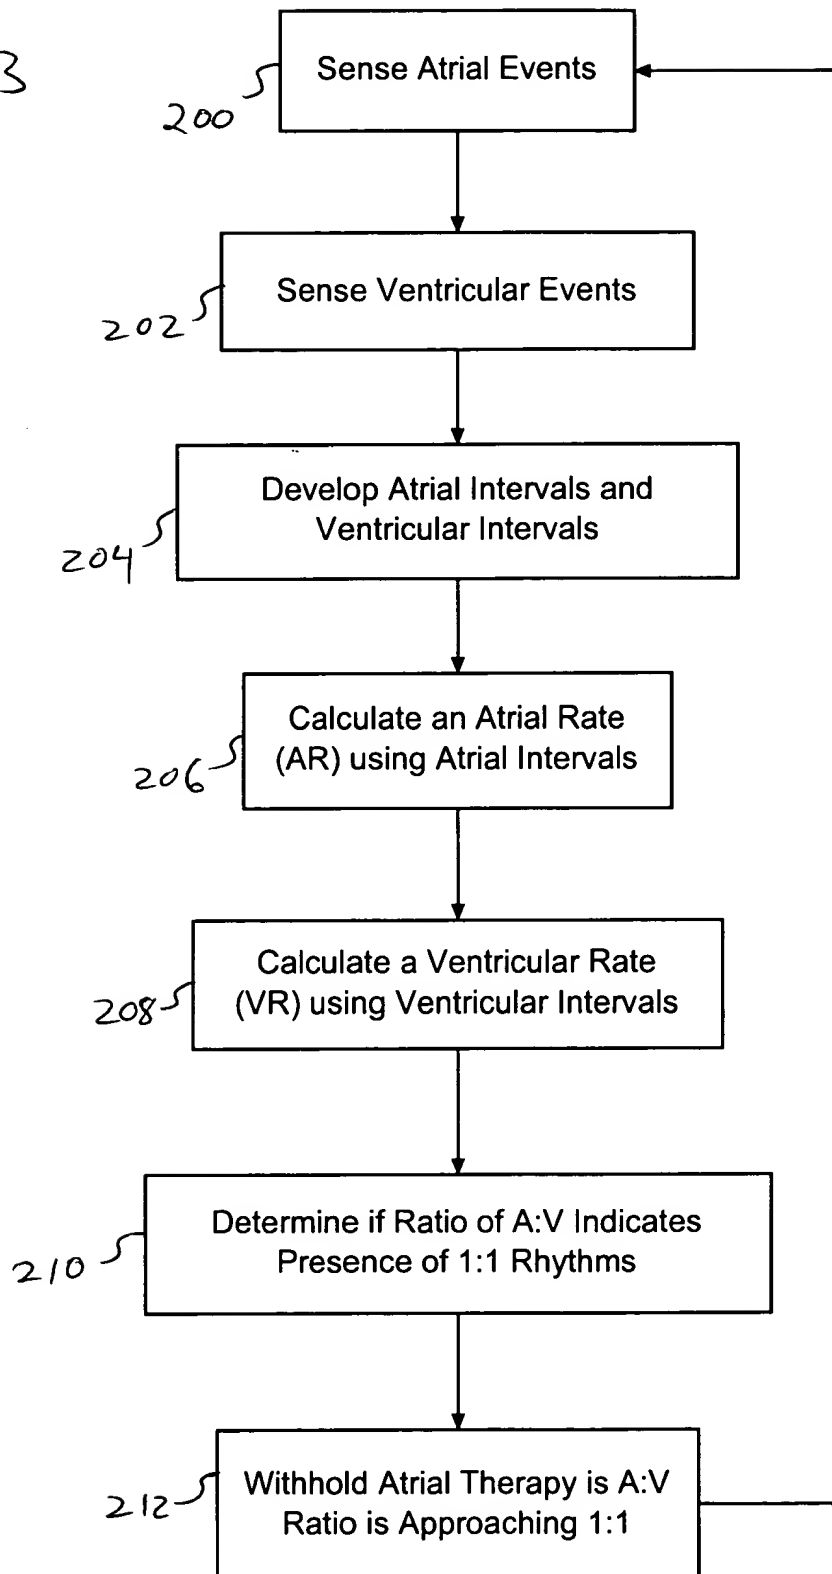 3
Sense Atrial Events
200
Sense Ventricular Events
202
Develop Atrial Intervals and
Ventricular Intervals
204
Calculate an Atrial Rate
(AR) using Atrial Intervals
206
Calculate a Ventricular Rate
(VR) using Ventricular Intervals
208
Determine if Ratio of A:V Indicates
Presence of 1:1 Rhythms
210
Withhold Atrial Therapy is A:V
Ratio is Approaching 1:1
212